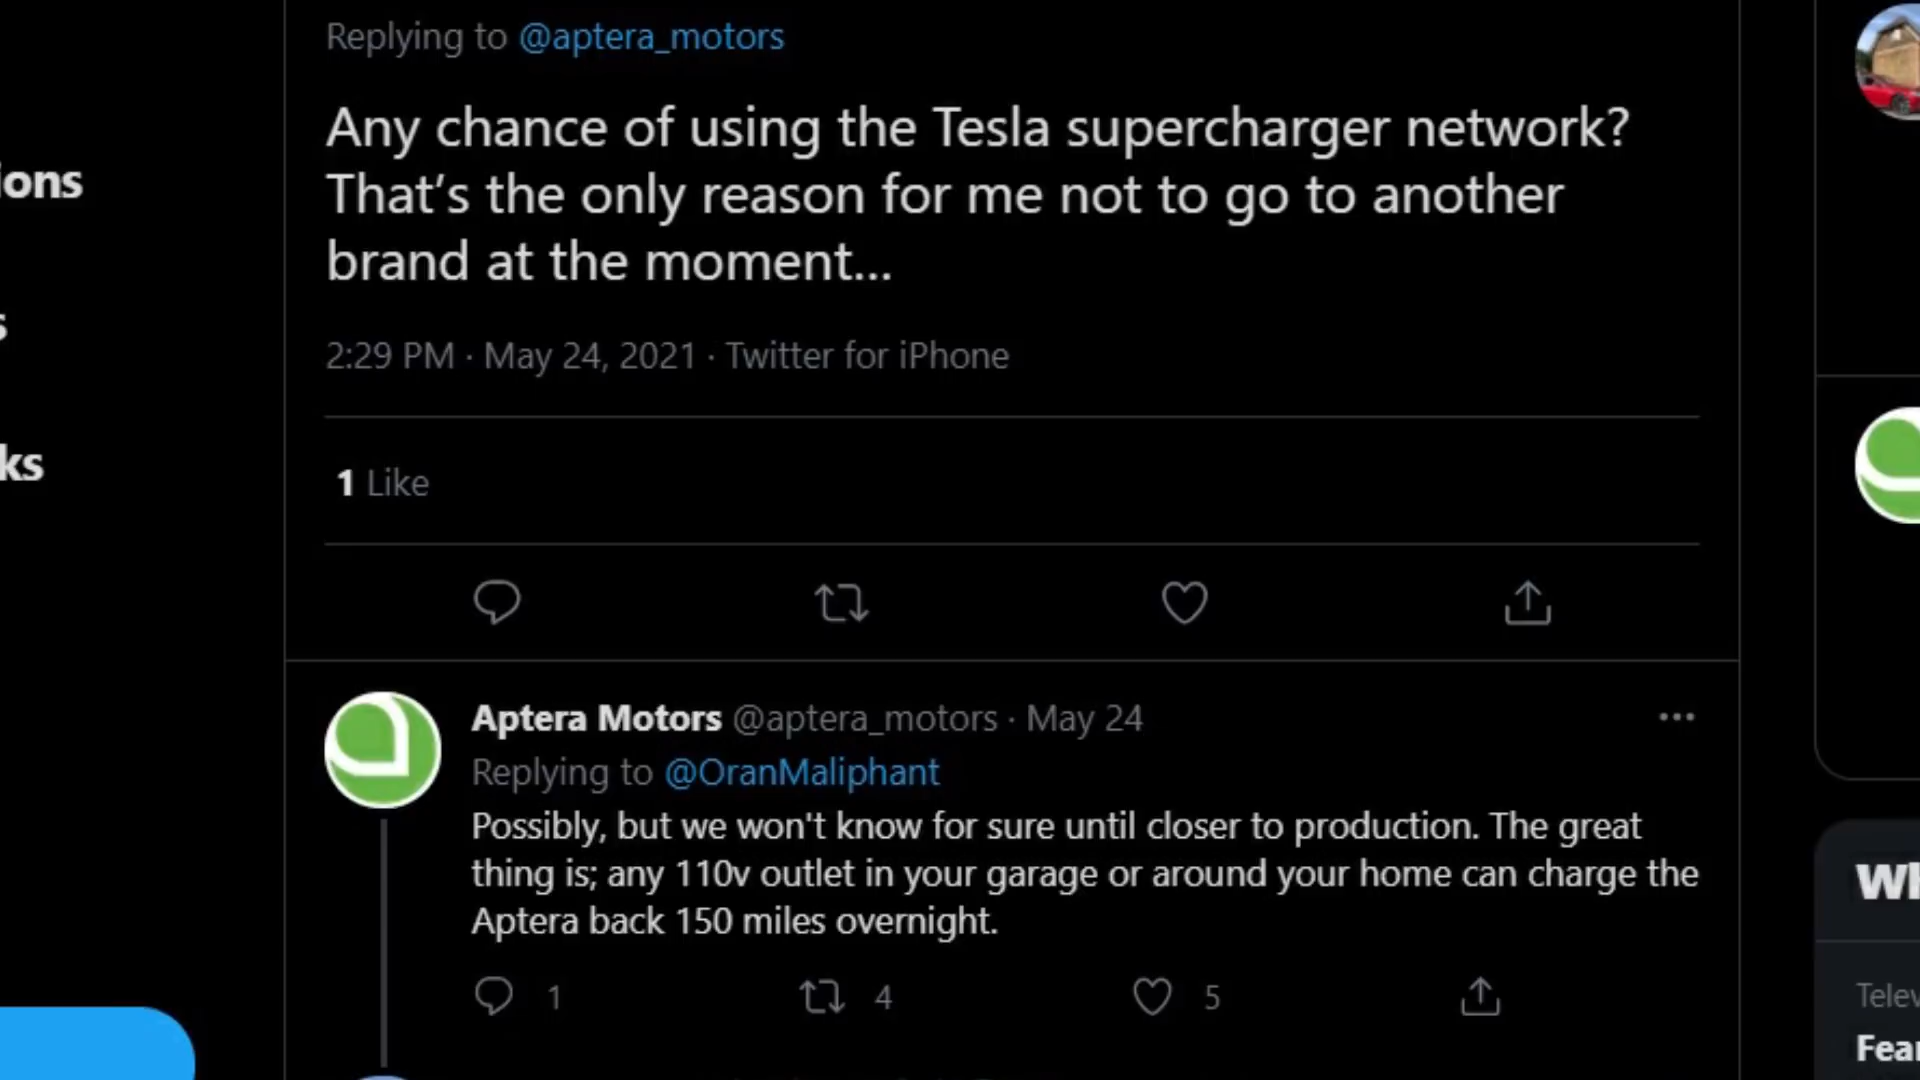 Replying to @aptera_motors
Any chance of using the Tesla supercharger network?
That's the only reason for me not to go to another
brand at the moment...
2:29 PM · May 24, 2021 · Twitter for iPhone
1 Like
Aptera Motors @aptera_motors · May 24
Replying to @OranMaliphant
Possibly, but we won't know for sure until closer to production. The great
thing is; any 110v outlet in your garage or around your home can charge the
Aptera back 150 miles overnight.
1 4 5
ions
s
ks
Wh
Telev
Fear